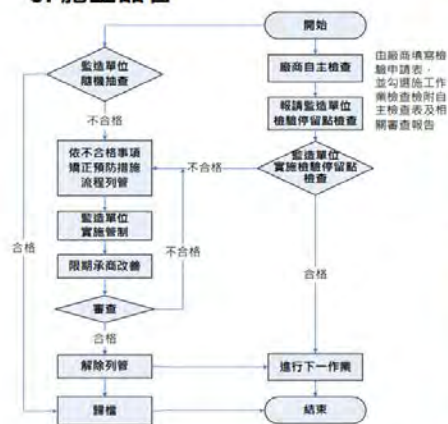 開始
監造單位
隨機抽查
廠商自主檢查
由廠商填寫檢
驗申請表，
並勾選施工作
業檢查檢附自
主檢查表及相
關審查報告
報請監造單位
檢驗停留點檢查
不合格
依不合格事項
矯正預防措施
流程列管
不合格
監造單位
實施檢驗停留點
檢查
監造單位
實施管制
合格
不合格
限期承商改善
合格
審查
合格
解除列管
進行下一作業
歸檔
結束